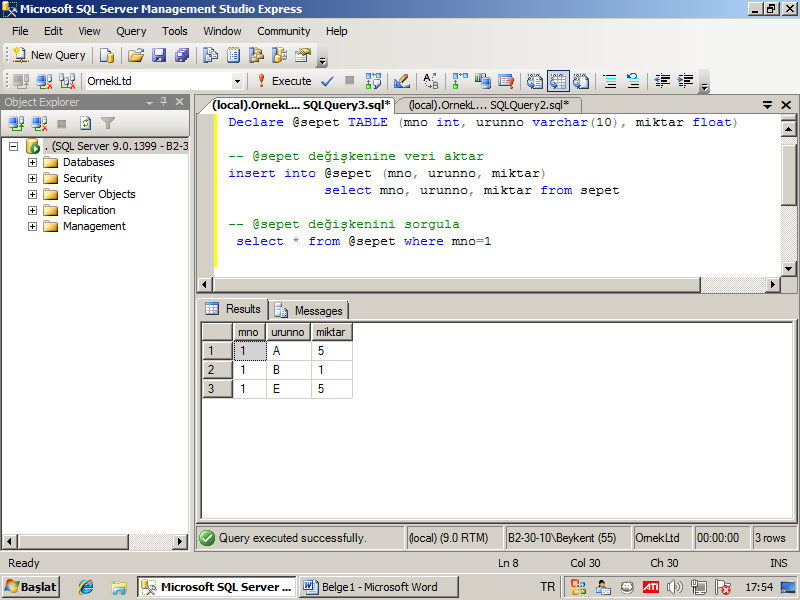 Microsoft SQL Server Management Studio Express
File Edit View Query Tools Window Community Help
New Query
OrnekLtd Execute
Object Explorer
. (SQL Server 9.0.1399 - B2-3
Databases
Security
Server Objects
Replication
Management
(local).OrnekL... SQLQuery3.sql* (local).OrnekL... SQLQuery2.sql*
Declare @sepet TABLE (mno int, urunno varchar(10), miktar float)
-- @sepet değişkenine veri aktar
insert into @sepet (mno, urunno, miktar)
select mno, urunno, miktar from sepet
-- @sepet değişkenini sorgula
select * from @sepet where mno=1
Results Messages
mno urunno miktar
1 1 A 5
2 1 B 1
3 1 E 5
Query executed successfully. (local) (9.0 RTM) B2-30-10\Beykent (55) OrnekLtd 00:00:00 3 rows
Ready Ln 8 Col 30 Ch 30 INS
Başlat Microsoft SQL Server ... Belge1 - Microsoft Word TR ATI 17:54